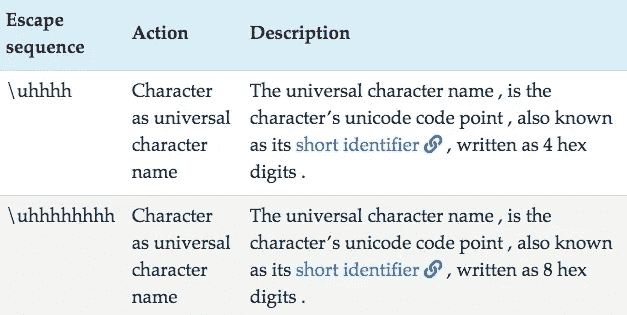 Escape sequence Action Description
\uhhhh Character The universal character name , is the
as universal character's unicode code point , also known
character as its short identifier , written as 4 hex
name digits .
\uhhhhhhhh Character The universal character name , is the
as universal character's unicode code point , also known
character as its short identifier , written as 8 hex
name digits .